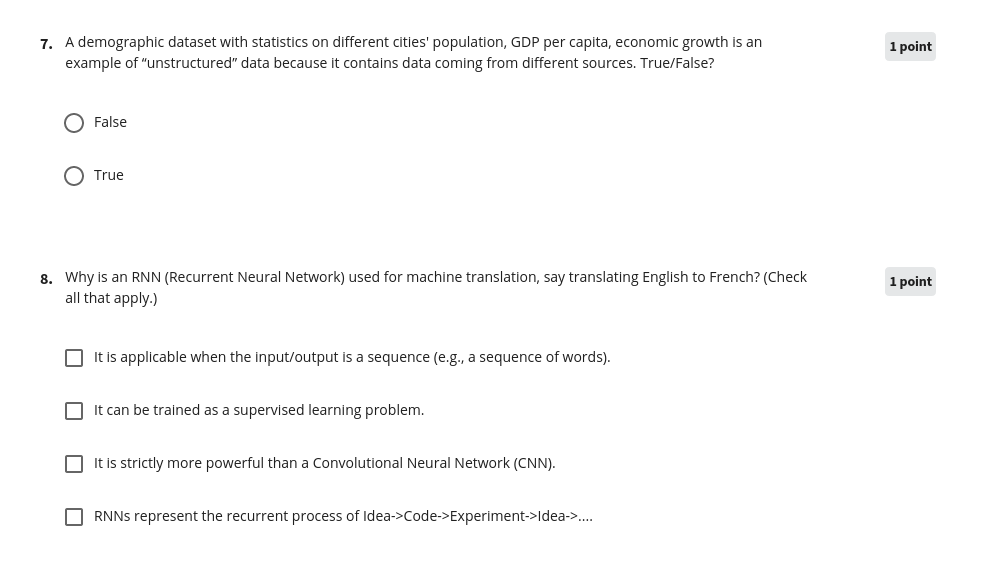 7. A demographic dataset with statistics on different cities' population, GDP per capita, economic growth is an 1 point
example of “unstructured” data because it contains data coming from different sources. True/False?
False
True
8. Why is an RNN (Recurrent Neural Network) used for machine translation, say translating English to French? (Check 1 point
all that apply.)
It is applicable when the input/output is a sequence (e.g., a sequence of words).
It can be trained as a supervised learning problem.
It is strictly more powerful than a Convolutional Neural Network (CNN).
RNNs represent the recurrent process of Idea->Code->Experiment->Idea->....